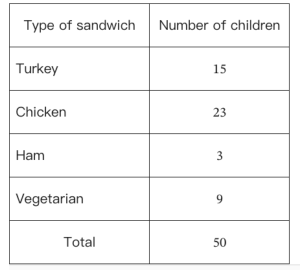 Type of sandwich Number of children
Turkey 15
Chicken 23
Ham 3
Vegetarian 9
Total 50